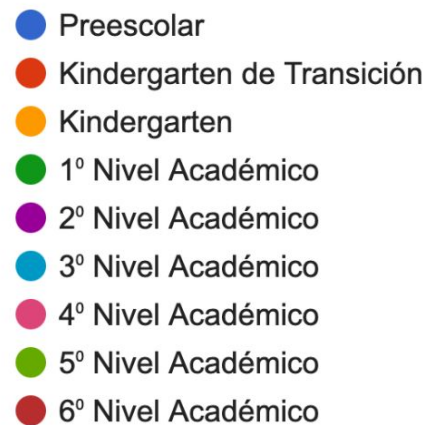 Preescolar
Kindergarten de Transición
Kindergarten
1º Nivel Académico
2º Nivel Académico
3º Nivel Académico
4º Nivel Académico
5º Nivel Académico
6º Nivel Académico